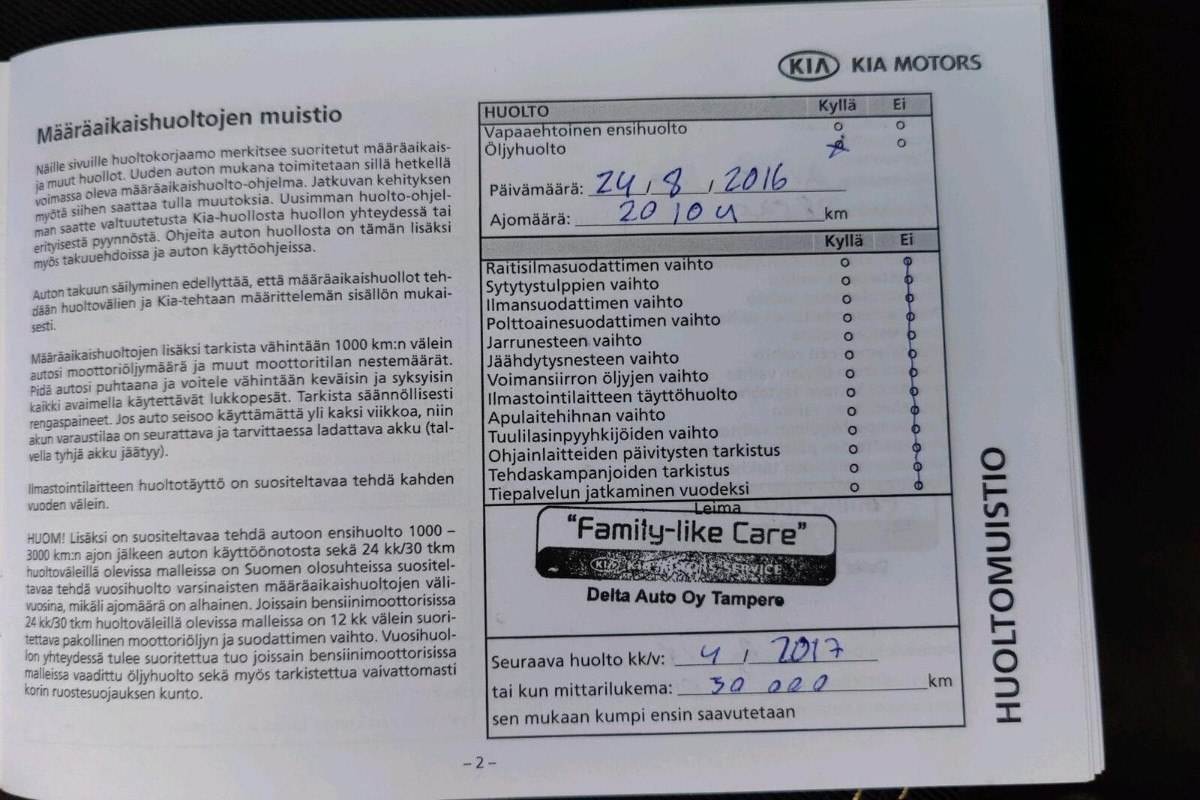 KIA KIA MOTORS
Määräaikaishuoltojen muistio
Näille sivuille huoltokorjaamo merkitsee suoritetut määräaikais-
ja muut huollot. Uuden auton mukana toimitetaan sillä hetkellä
voimassa oleva määräaikaishuolto-ohjelma. Jatkuvan kehityksen
myötä siihen saattaa tulla muutoksia. Uusimman huolto-ohjel-
man saatte valtuutetusta Kia-huollosta huollon yhteydessä tai
erityisestä pyynnöstä. Ohjeita auton huollosta on tämän lisäksi
myös takuuehdoissa ja auton käyttöohjeissa.
Auton takuun säilyminen edellyttää, että määräaikaishuollot teh-
dään huoltovälien ja Kia-tehtaan määrittelemän sisällön mukai-
sesti.
Määräaikaishuoltojen lisäksi tarkista vähintään 1000 km:n välein
autosi moottoriöljymäärä ja muut moottoritilan nestemäärät.
Pidä autosi puhtaana ja voitele vähintään keväisin ja syksyisin
kaikki avaimella käytettävät lukkopesät. Tarkista säännöllisesti
rengaspaineet. Jos auto seisoo käyttämättä yli kaksi viikkoa, niin
akun varaustilaa on seurattava ja tarvittaessa ladattava akku (tal-
vella tyhjä akku jäätyy).
Ilmastointilaitteen huoltotäyttö on suositeltavaa tehdä kahden
vuoden välein.
HUOM! Lisäksi on suositeltavaa tehdä autoon ensihuolto 1000 –
3000 km:n ajon jälkeen auton käyttöönotosta sekä 24 kk/30 tkm
huoltoväleillä olevissa malleissa on Suomen olosuhteissa suositel-
tavaa tehdä vuosihuolto varsinaisten määräaikaishuoltojen väli-
vuosina, mikäli ajomäärä on alhainen. Joissain bensiinimoottorisissa
24 kk/30 tkm huoltoväleillä olevissa malleissa on 12 kk välein suori-
tettava pakollinen moottoriöljyn ja suodattimen vaihto. Vuosihuol-
lon yhteydessä tulee suoritettua tuo joissain bensiinimoottorisissa
malleissa vaadittu öljyhuolto sekä myös tarkistettua vaivattomasti
korin ruostesuojauksen kunto.
HUOLTO Kyllä Ei
Vapaaehtoinen ensihuolto
Öljyhuolto
Päivämäärä: 24 / 8 / 2016
Ajomäärä: 20104 km
Kyllä Ei
Raitisilmasuodattimen vaihto
Sytytystulppien vaihto
Ilmansuodattimen vaihto
Polttoainesuodattimen vaihto
Jarrunesteen vaihto
Jäähdytysnesteen vaihto
Voimansiirron öljyjen vaihto
Ilmastointilaitteen täyttöhuolto
Apulaitehihnan vaihto
Tuulilasinpyyhkijöiden vaihto
Ohjainlaitteiden päivitysten tarkistus
Tehdaskampanjoiden tarkistus
Tiepalvelun jatkaminen vuodeksi
Leima
"Family-like Care"
KIA KIA MOTORS SERVICE
Delta Auto Oy Tampere
Seuraava huolto kk/v: 4 / 2017
tai kun mittarilukema: 30 000 km
sen mukaan kumpi ensin saavutetaan
HUOLTOMUISTIO
– 2 –